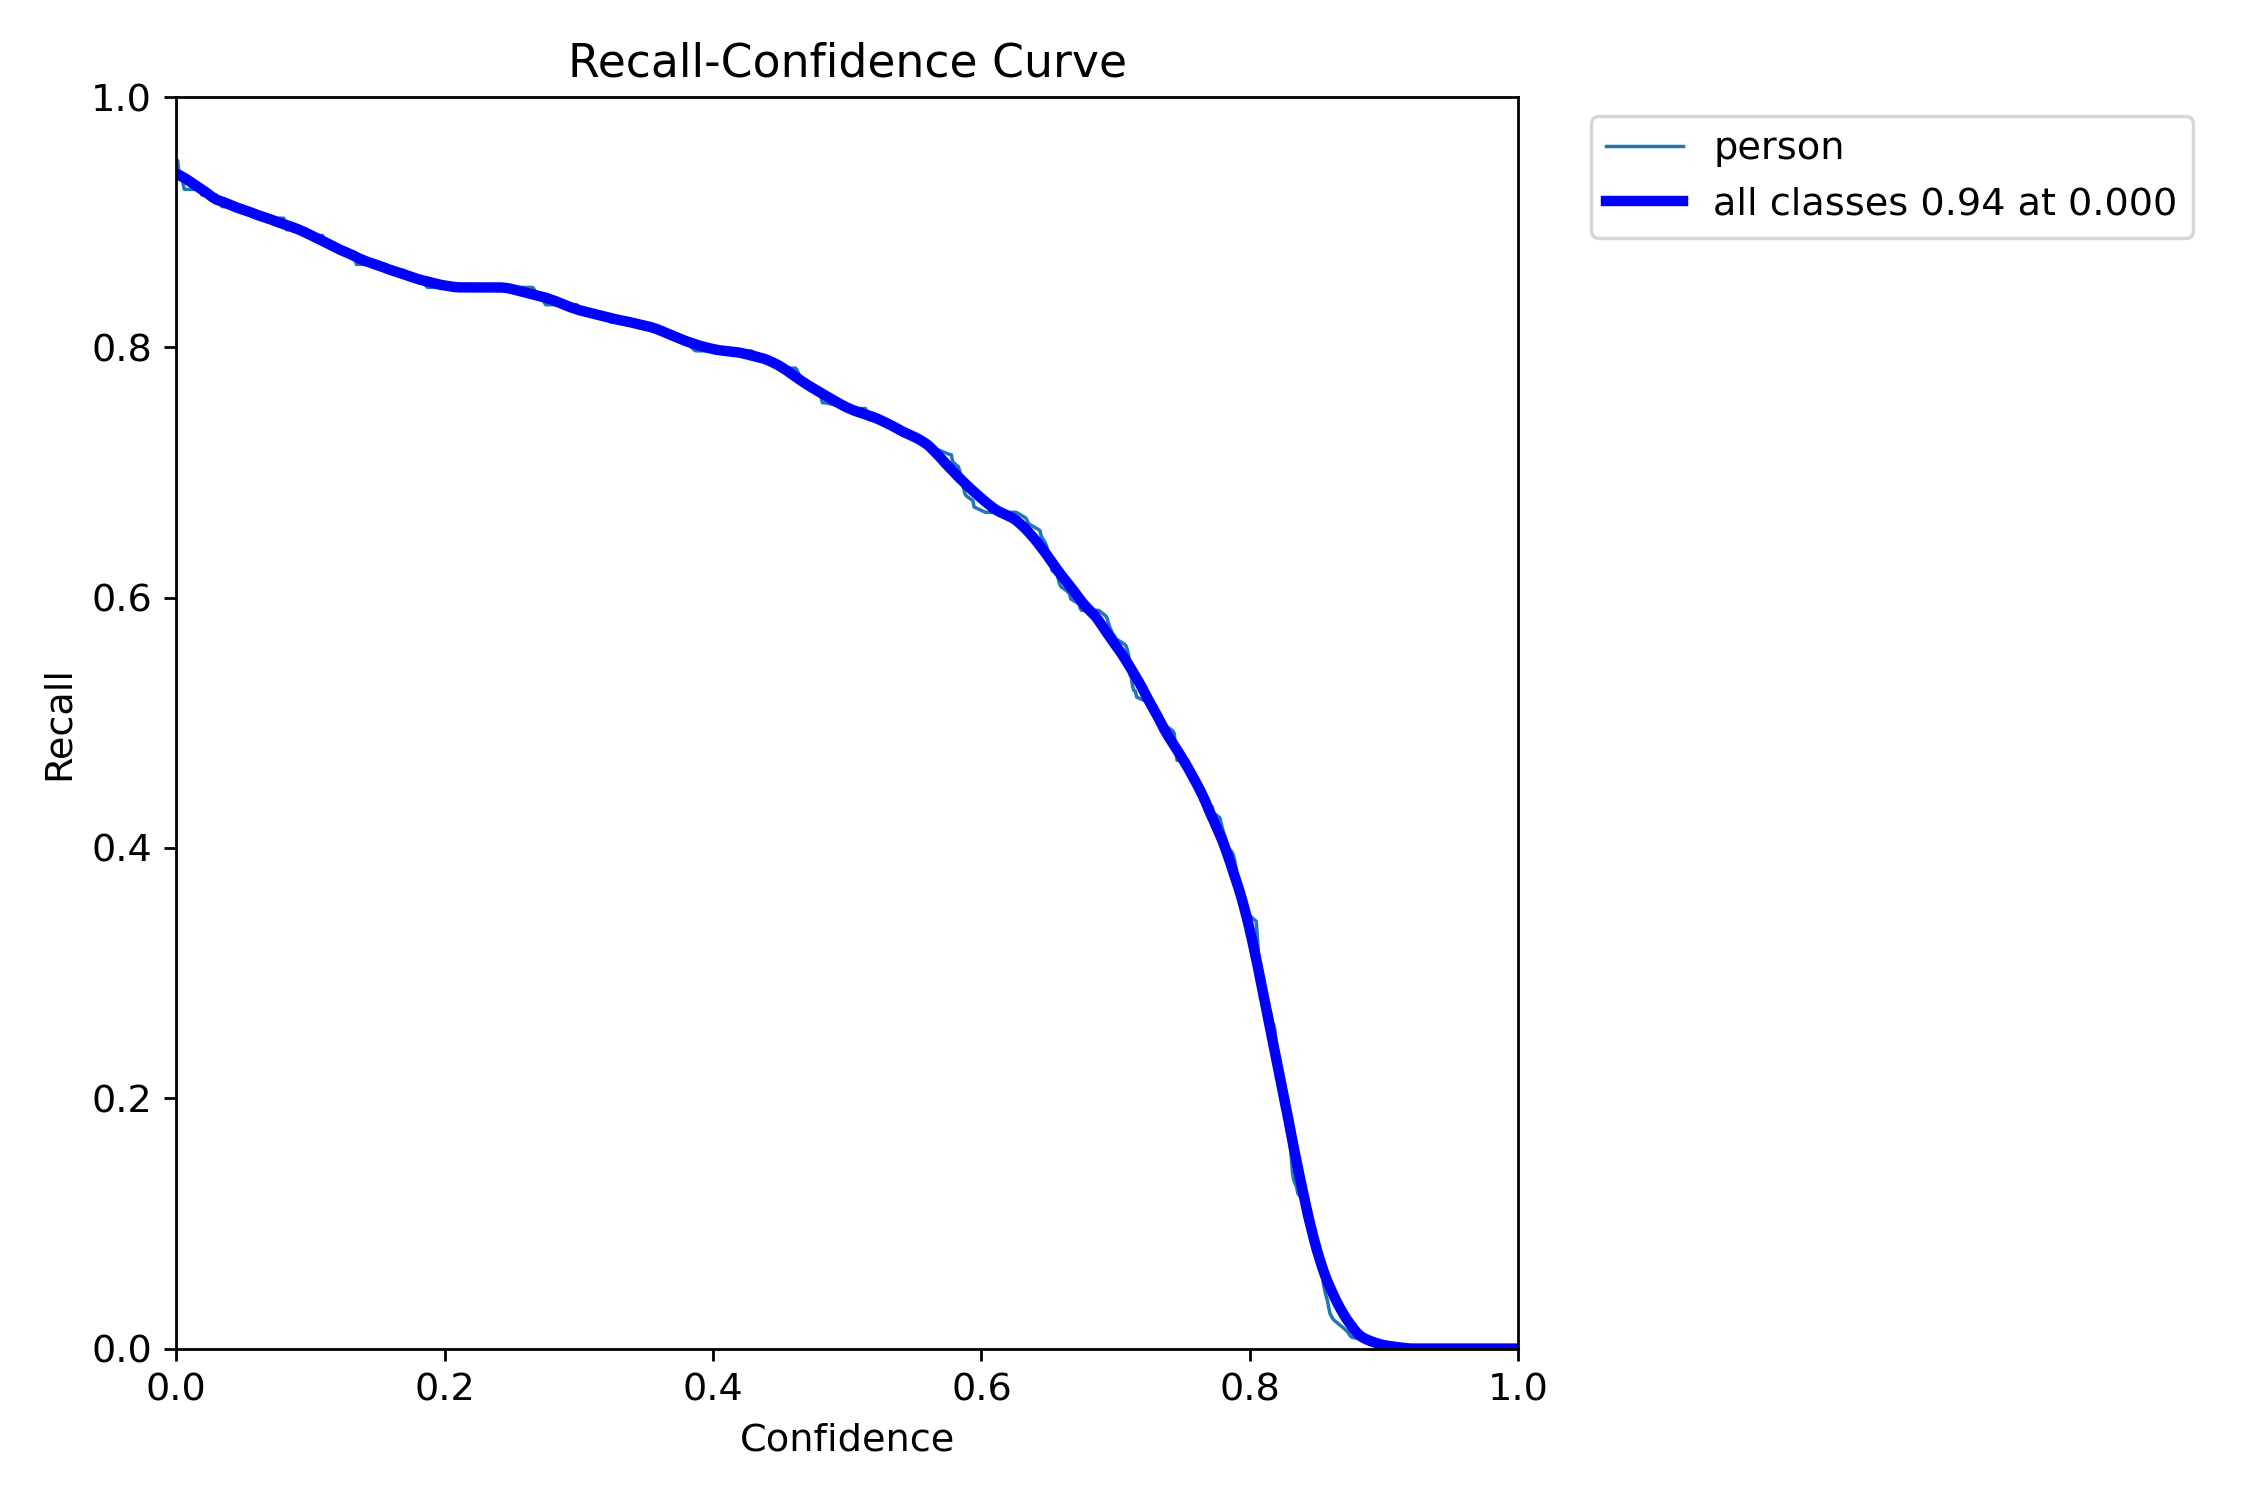 Recall-Confidence Curve
1.0
0.8
0.6
0.4
0.2
0.0
Recall
0.0 0.2 0.4 0.6 0.8 1.0
Confidence
person
all classes 0.94 at 0.000